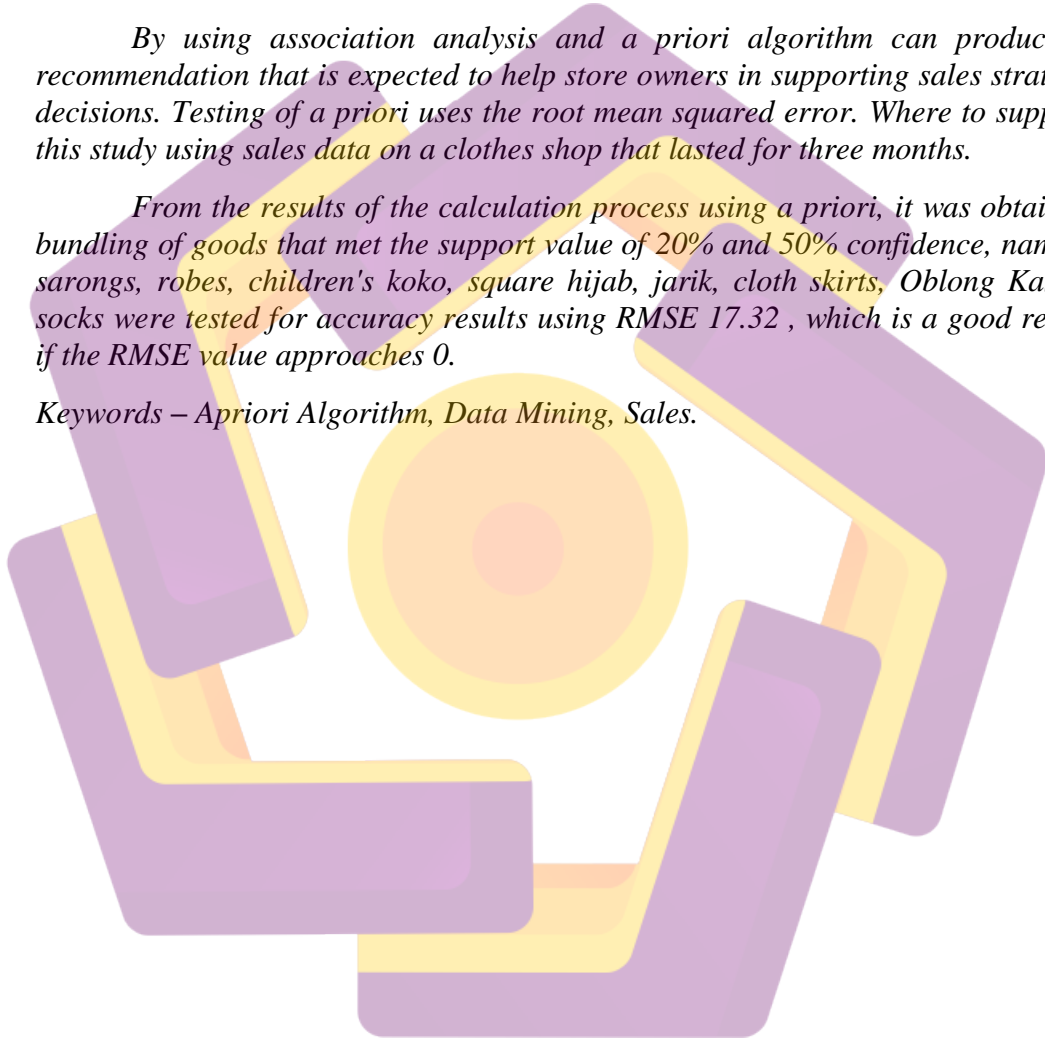 By using association analysis and a priori algorithm can produc
recommendation that is expected to help store owners in supporting sales strat
decisions. Testing of a priori uses the root mean squared error. Where to supp
this study using sales data on a clothes shop that lasted for three months.
From the results of the calculation process using a priori, it was obtai
bundling of goods that met the support value of 20% and 50% confidence, nam
sarongs, robes, children's koko, square hijab, jarik, cloth skirts, Oblong Ka
socks were tested for accuracy results using RMSE 17.32 , which is a good re
if the RMSE value approaches 0.
Keywords – Apriori Algorithm, Data Mining, Sales.